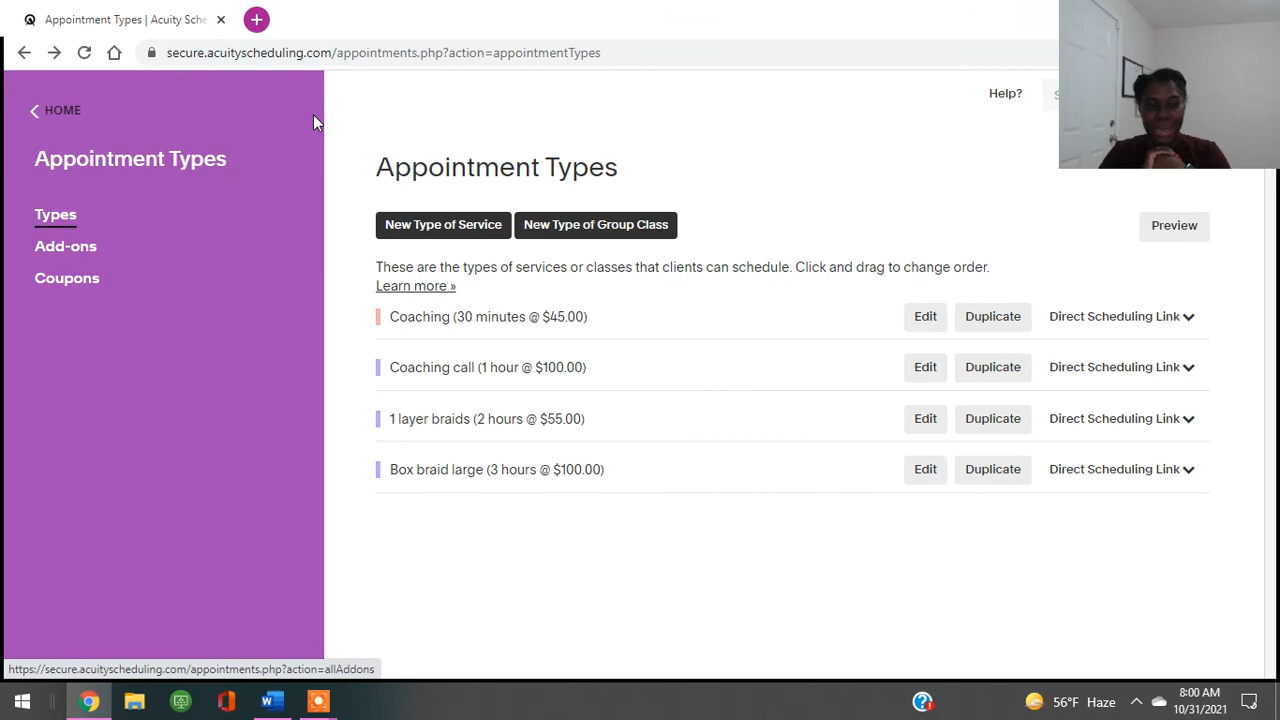 Appointment Types | Acuity Sche
secure.acuityscheduling.com/appointments.php?action=appointmentTypes
HOME
Help?
S
Appointment Types
Types
Add-ons
Coupons
Appointment Types
New Type of Service
New Type of Group Class
Preview
These are the types of services or classes that clients can schedule. Click and drag to change order.
Learn more »
Coaching (30 minutes @ $45.00)
Edit
Duplicate
Direct Scheduling Link
Coaching call (1 hour @ $100.00)
Edit
Duplicate
Direct Scheduling Link
1 layer braids (2 hours @ $55.00)
Edit
Duplicate
Direct Scheduling Link
Box braid large (3 hours @ $100.00)
Edit
Duplicate
Direct Scheduling Link
https://secure.acuityscheduling.com/appointments.php?action=allAddons
56°F Haze
8:00 AM
10/31/2021